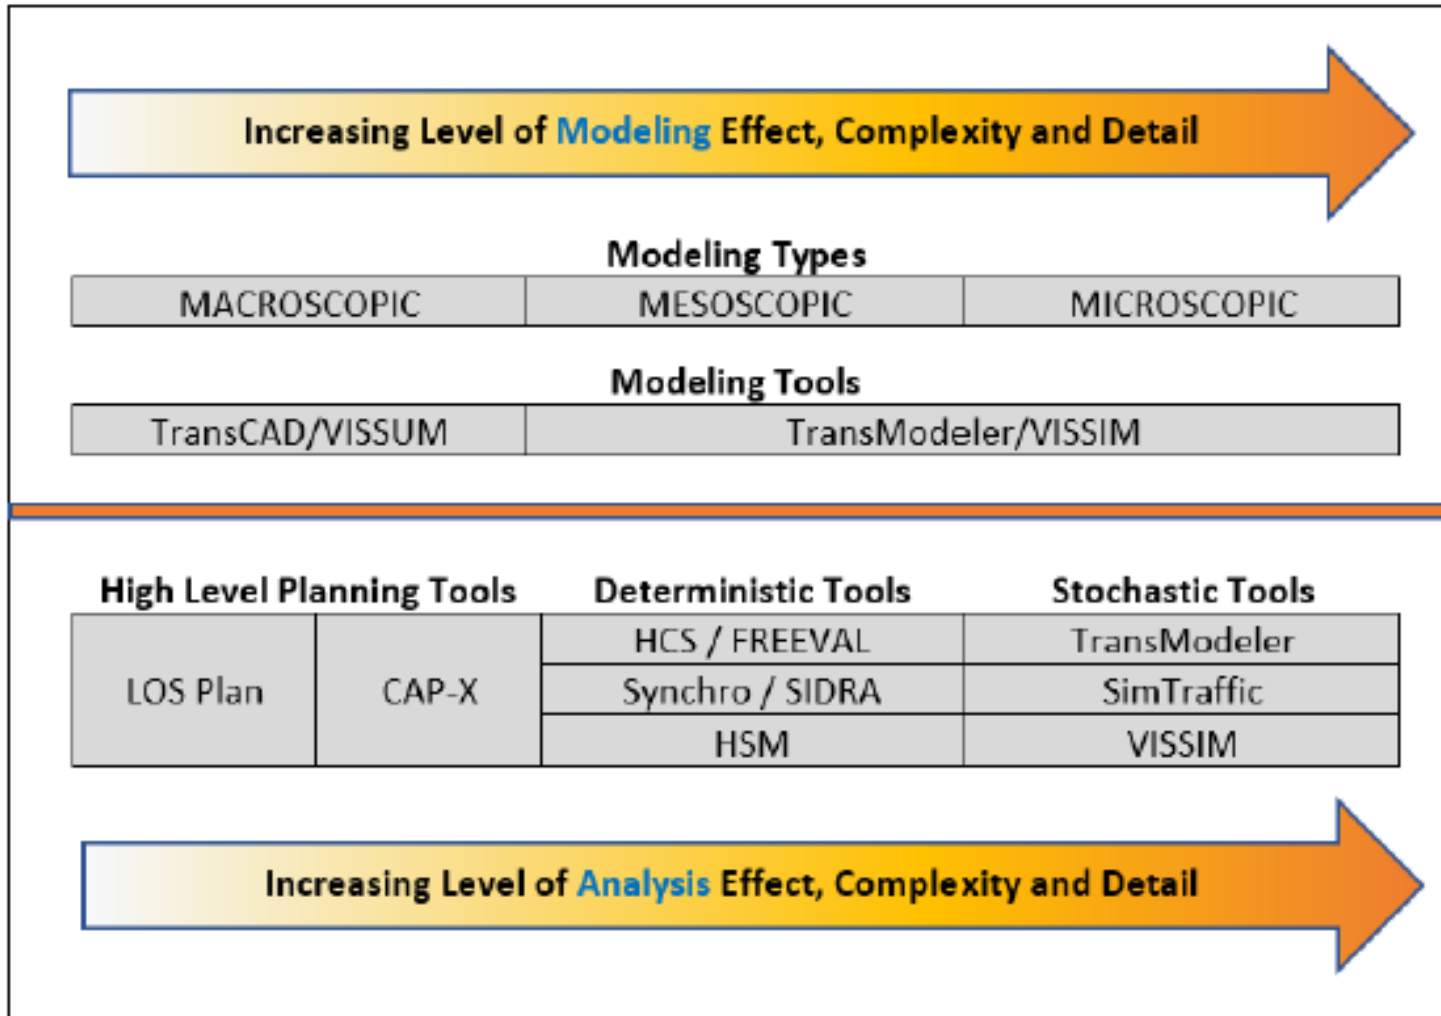 Increasing Level of Modeling Effect, Complexity and Detail
Modeling Types
MACROSCOPIC MESOSCOPIC MICROSCOPIC
Modeling Tools
TransCAD/VISSUM TransModeler/VISSIM
High Level Planning Tools Deterministic Tools Stochastic Tools
HCS / FREEVAL TransModeler
LOS Plan CAP-X Synchro / SIDRA SimTraffic
HSM VISSIM
Increasing Level of Analysis Effect, Complexity and Detail